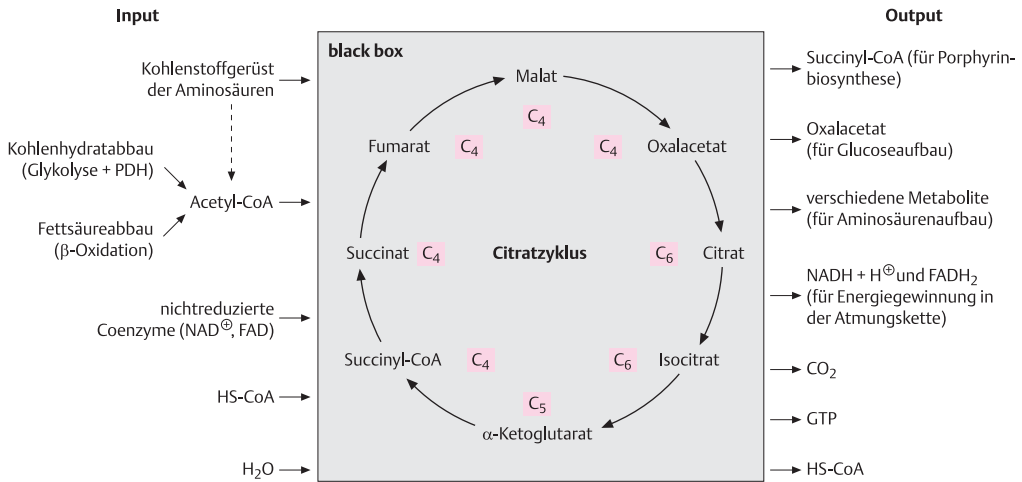 Input
Output
black box
Kohlenstoffgerüst
der Aminosäuren
Kohlenhydratabbau
(Glykolyse + PDH)
Acetyl-CoA
Fettsäureabbau
(β-Oxidation)
nichtreduzierte
Coenzyme (NAD⊕, FAD)
HS-CoA
H₂O
Malat
C₄
Fumarat
C₄
C₄
Oxalacetat
Succinat
C₄
Citratzyklus
C₆
Citrat
Succinyl-CoA
C₄
C₆
Isocitrat
C₅
α-Ketoglutarat
Succinyl-CoA (für Porphyrin-
biosynthese)
Oxalacetat
(für Glucoseaufbau)
verschiedene Metabolite
(für Aminosäurenaufbau)
NADH + H⊕ und FADH₂
(für Energiegewinnung in
der Atmungskette)
CO₂
GTP
HS-CoA